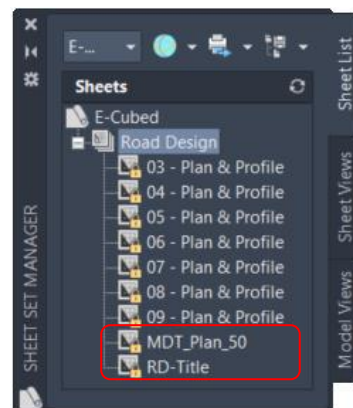 E-...
Sheets
E-Cubed
Road Design
03 - Plan & Profile
04 - Plan & Profile
05 - Plan & Profile
06 - Plan & Profile
07 - Plan & Profile
08 - Plan & Profile
09 - Plan & Profile
MDT_Plan_50
RD-Title
SHEET SET MANAGER
Sheet List
Sheet Views
Model Views